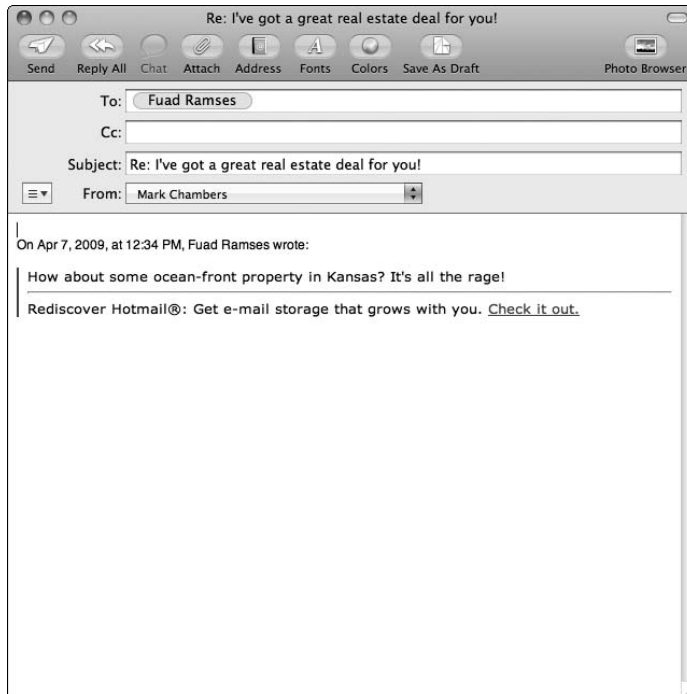 Re: I've got a great real estate deal for you!
Send Reply All Chat Attach Address Fonts Colors Save As Draft Photo Browser
To: Fuad Ramses
Cc:
Subject: Re: I've got a great real estate deal for you!
From: Mark Chambers
On Apr 7, 2009, at 12:34 PM, Fuad Ramses wrote:
How about some ocean-front property in Kansas? It's all the rage!
Rediscover Hotmail®: Get e-mail storage that grows with you. Check it out.